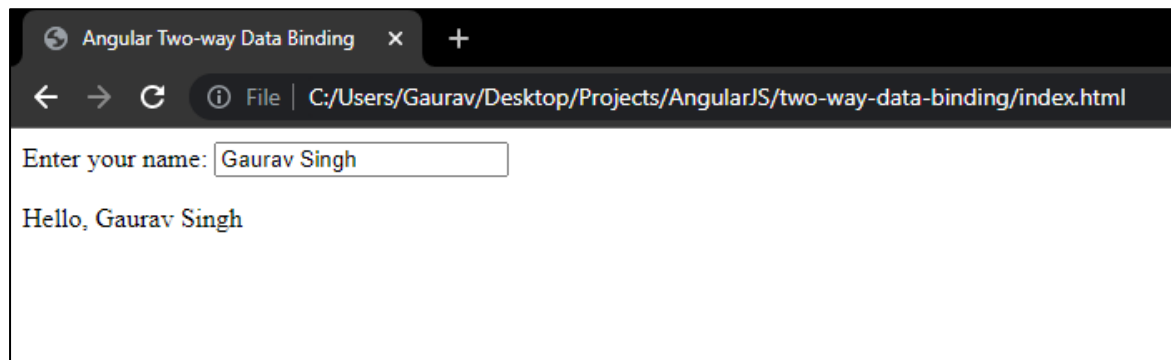 Angular Two-way Data Binding
File C:/Users/Gaurav/Desktop/Projects/AngularJS/two-way-data-binding/index.html
Enter your name: Gaurav Singh
Hello, Gaurav Singh